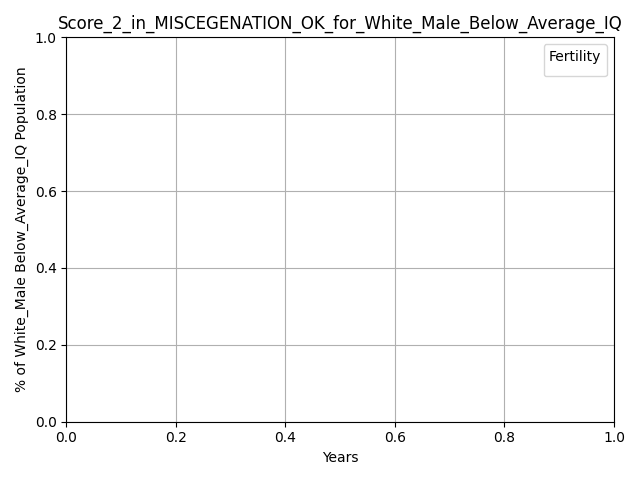 Score_2_in_MISCEGENATION_OK_for_White_Male_Below_Average_IQ
Fertility
% of White_Male Below_Average_IQ Population
1.0
0.8
0.6
0.4
0.2
0.0
0.0 0.2 0.4 0.6 0.8 1.0
Years